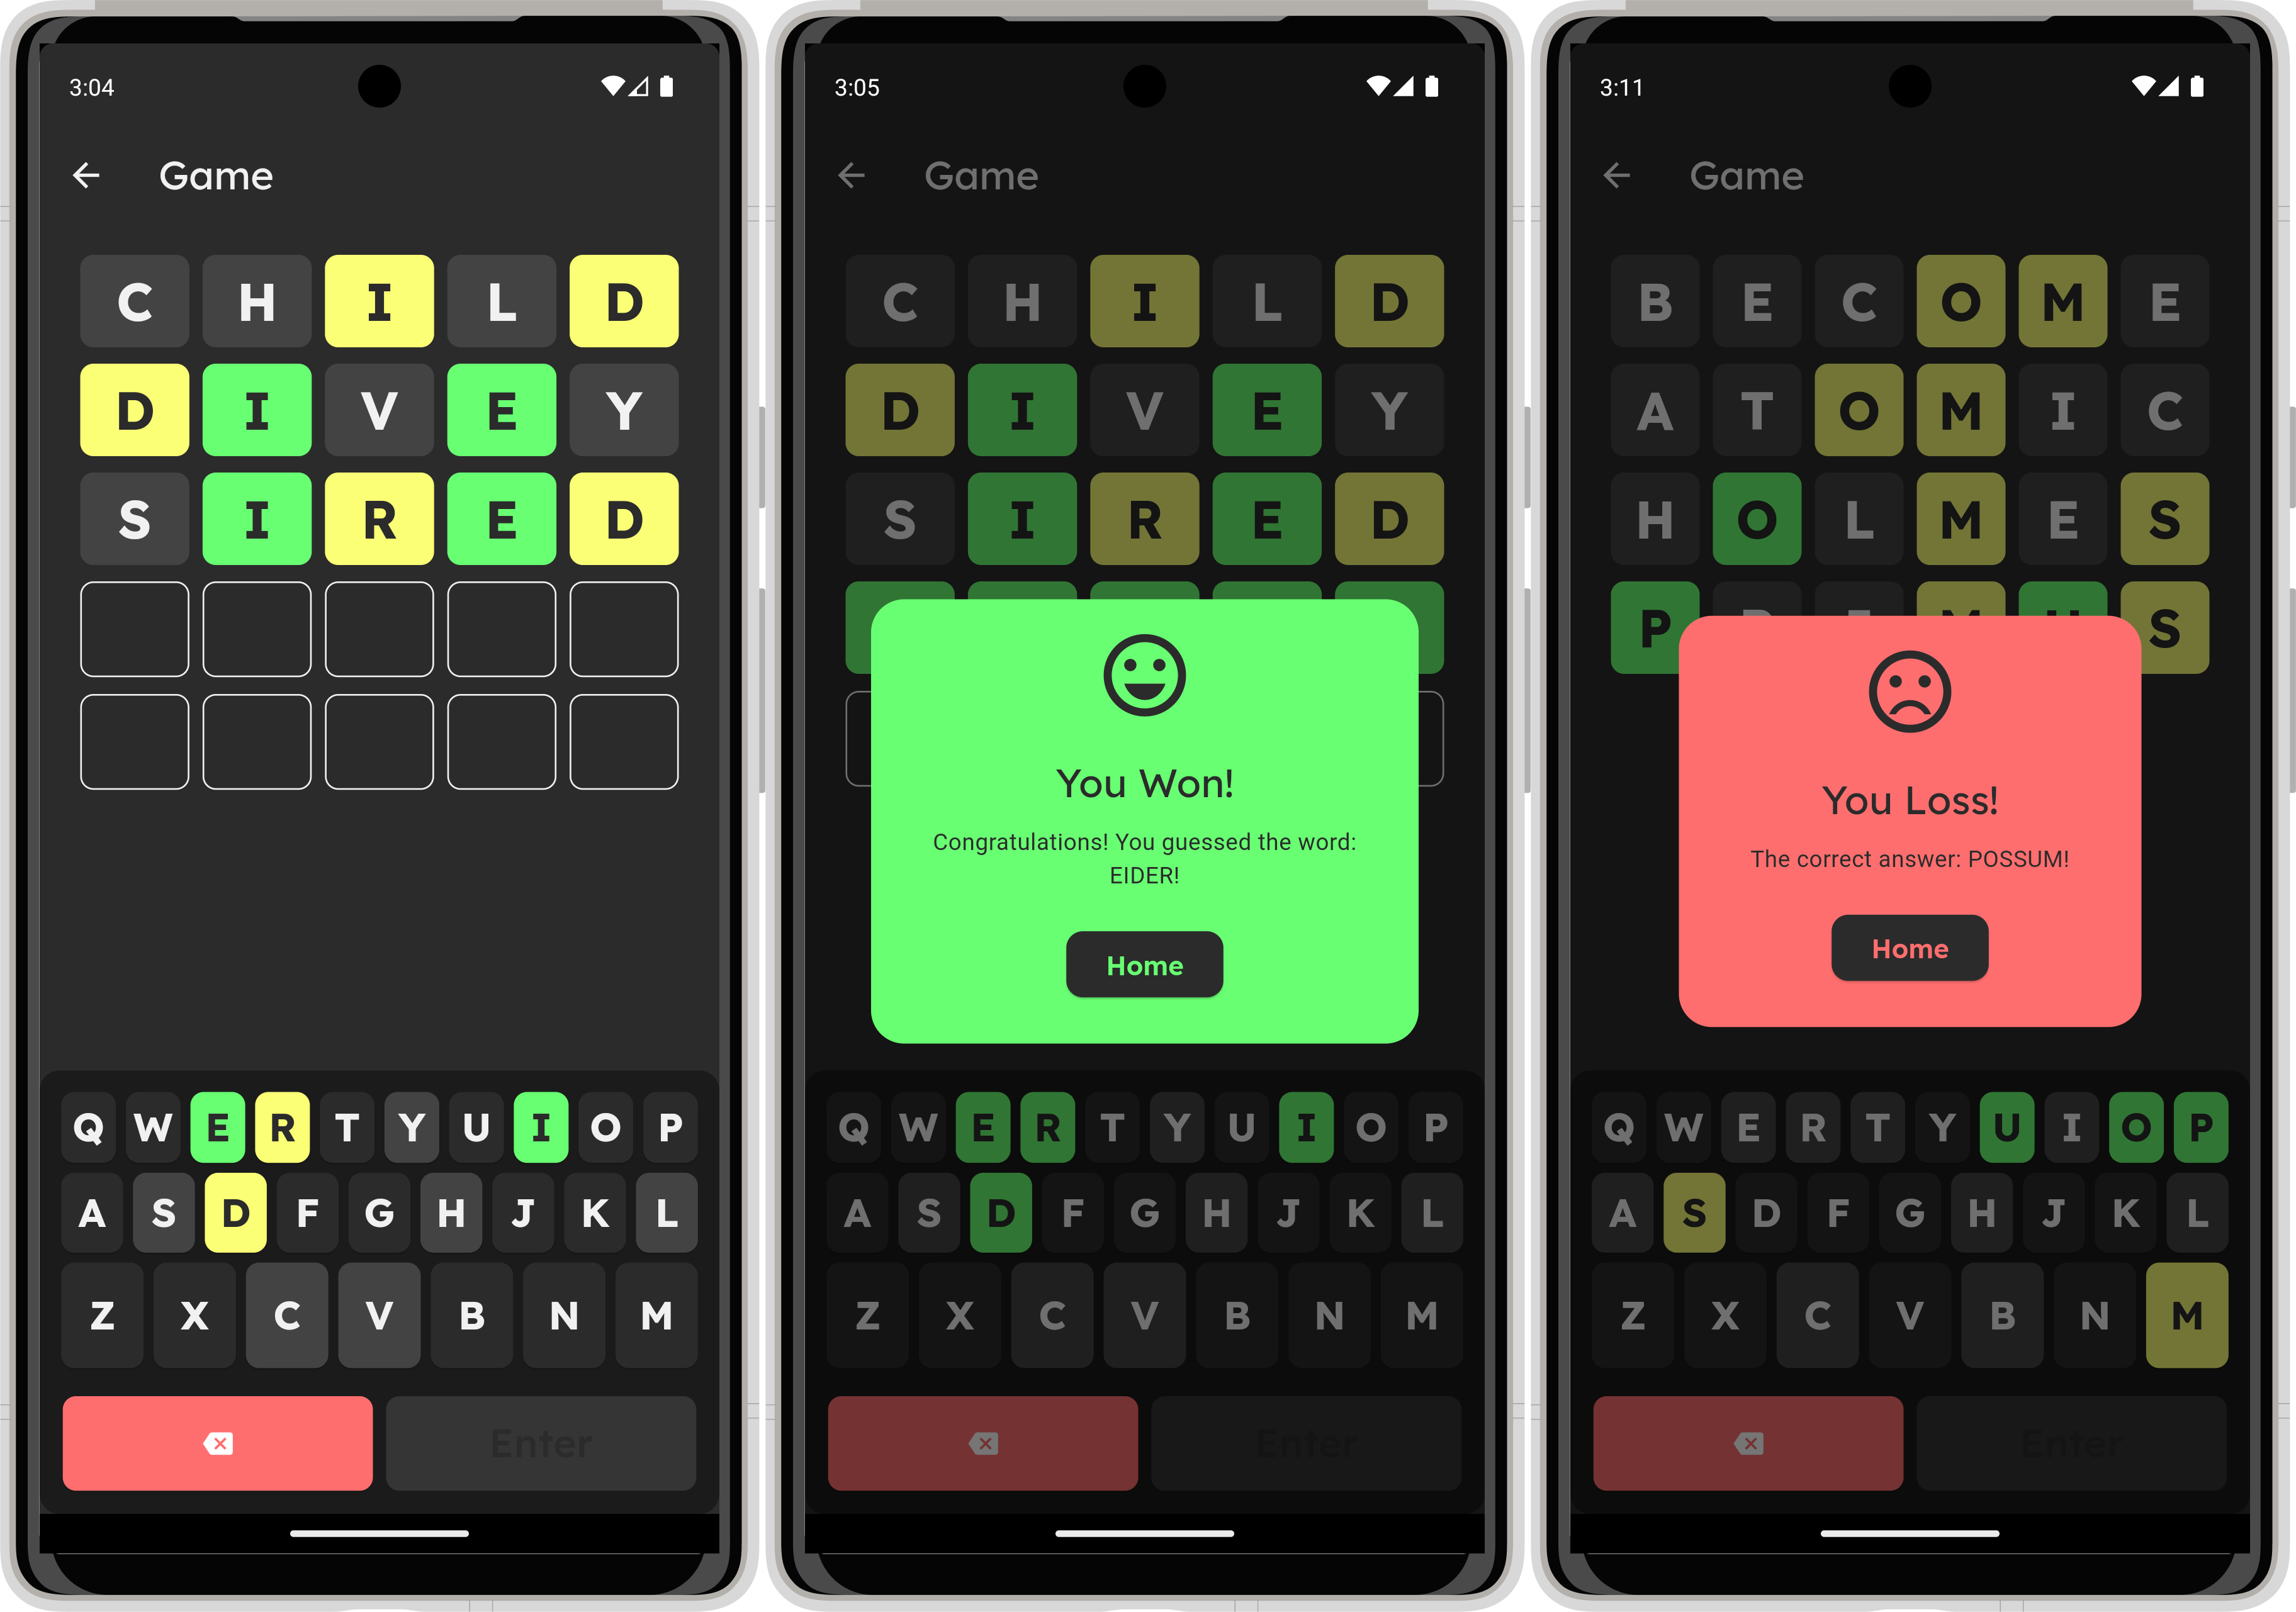 3:04
Game
C H I L D
D I V E Y
S I R E D
Q W E R T Y U I O P
A S D F G H J K L
Z X C V B N M
Enter
3:05
Game
C H I L D
D I V E Y
S I R E D
You Won!
Congratulations! You guessed the word:
EIDER!
Home
Q W E R T Y U I O P
A S D F G H J K L
Z X C V B N M
Enter
3:11
Game
B E C O M E
A T O M I C
H O L M E S
P R I M U S
You Loss!
The correct answer: POSSUM!
Home
Q W E R T Y U I O P
A S D F G H J K L
Z X C V B N M
Enter